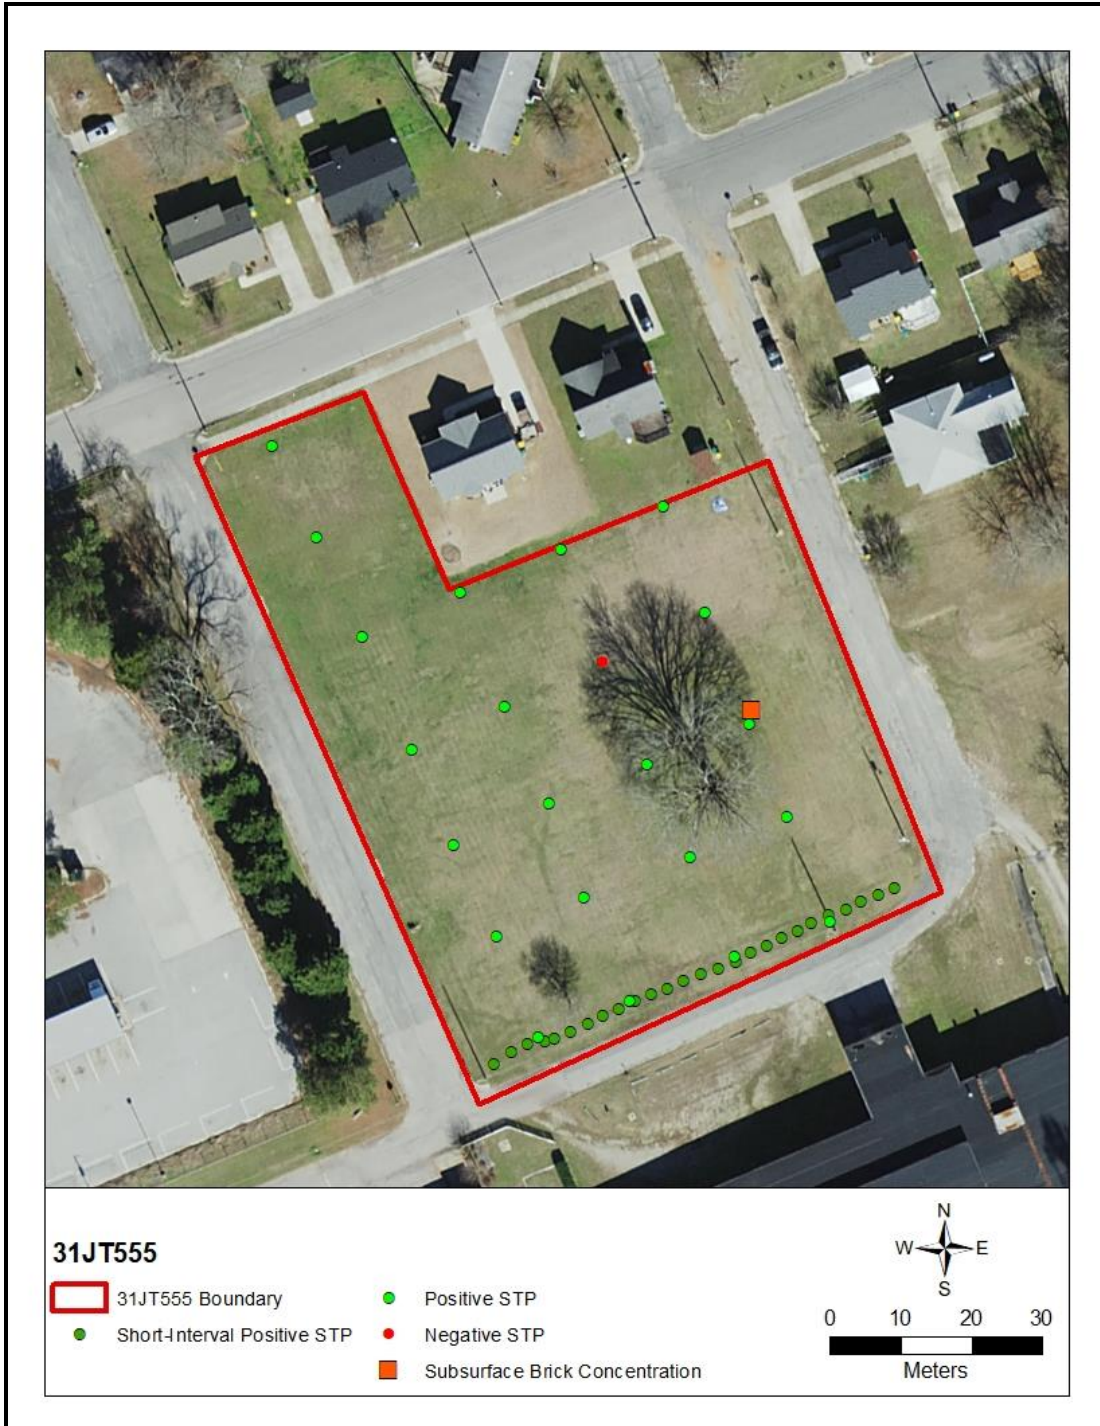 31JT555
31JT555 Boundary
Short-Interval Positive STP
Positive STP
Negative STP
Subsurface Brick Concentration
N
W E
S
0 10 20 30
Meters